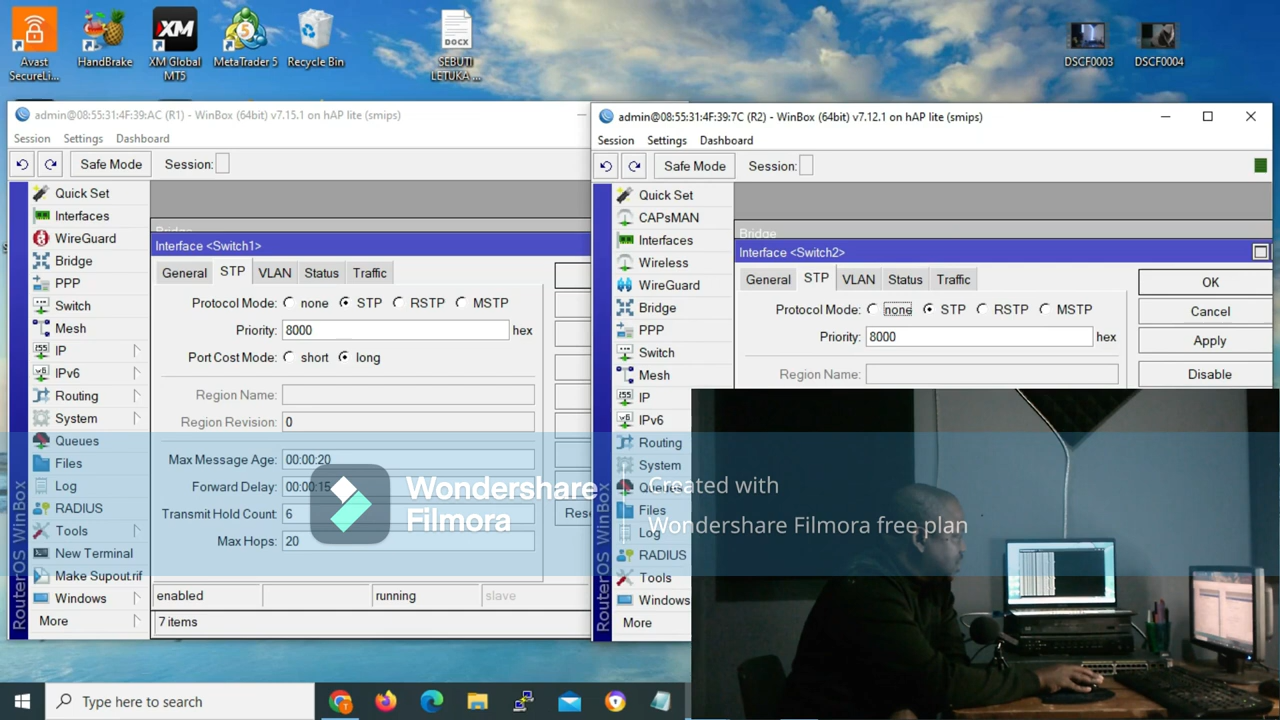 Avast
SecureLi...
HandBrake
XM
XM Global
MT5
5
MetaTrader 5
Recycle Bin
DOCX
SEBUTI
LETUKA ...
DSCF0003
DSCF0004
admin@08:55:31:4F:39:AC (R1) - WinBox (64bit) v7.15.1 on hAP lite (smips)
Session Settings Dashboard
Safe Mode Session:
Quick Set
Interfaces
WireGuard
Bridge
PPP
Switch
Mesh
IP
IPv6
Routing
System
Queues
Files
Log
RADIUS
Tools
New Terminal
Make Supout.rif
Windows
More
RouterOS WinBox
Bridge
Interface <Switch1>
General STP VLAN Status Traffic
Protocol Mode: none STP RSTP MSTP
Priority: 8000 hex
Port Cost Mode: short long
Region Name:
Region Revision: 0
Max Message Age: 00:00:20
Forward Delay: 00:00:15
Transmit Hold Count: 6
Max Hops: 20
Res
enabled running slave
7 items
admin@08:55:31:4F:39:7C (R2) - WinBox (64bit) v7.12.1 on hAP lite (smips)
Session Settings Dashboard
Safe Mode Session:
Quick Set
CAPsMAN
Interfaces
Wireless
WireGuard
Bridge
PPP
Switch
Mesh
IP
IPv6
Routing
System
Queues
Files
Log
RADIUS
Tools
Windows
More
RouterOS WinBox
Bridge
Interface <Switch2>
General STP VLAN Status Traffic
Protocol Mode: none STP RSTP MSTP
Priority: 8000 hex
Region Name:
OK
Cancel
Apply
Disable
Wondershare
Filmora
Created with
Wondershare Filmora free plan
Type here to search